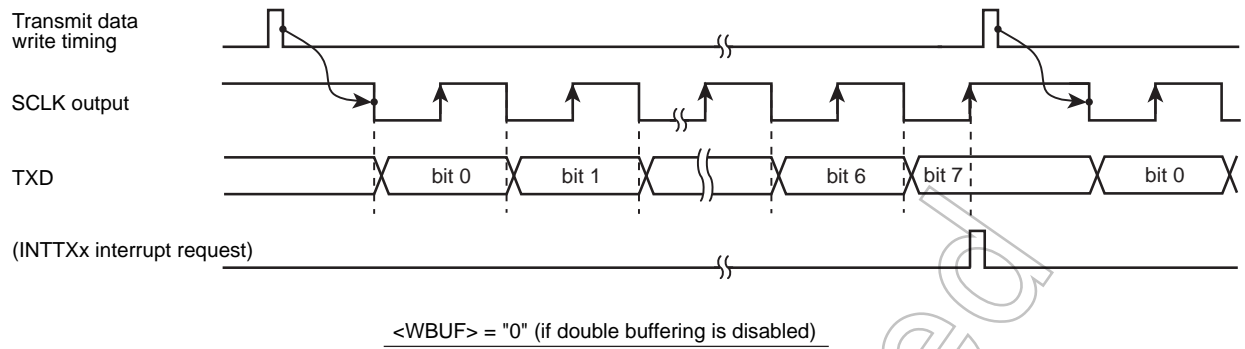 Transmit data
write timing
SCLK output
TXD
bit 0
bit 1
bit 6
bit 7
bit 0
(INTTXx interrupt request)
<WBUF> = "0" (if double buffering is disabled)